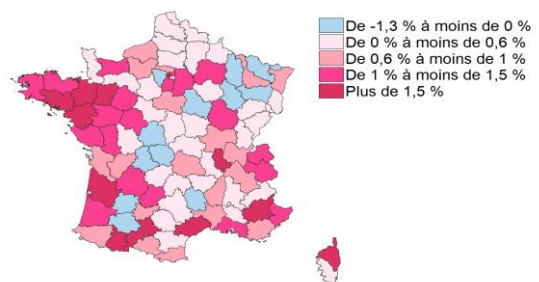 De -1,3 % à moins de 0 %
De 0 % à moins de 0,6 %
De 0,6 % à moins de 1 %
De 1 % à moins de 1,5 %
Plus de 1,5 %